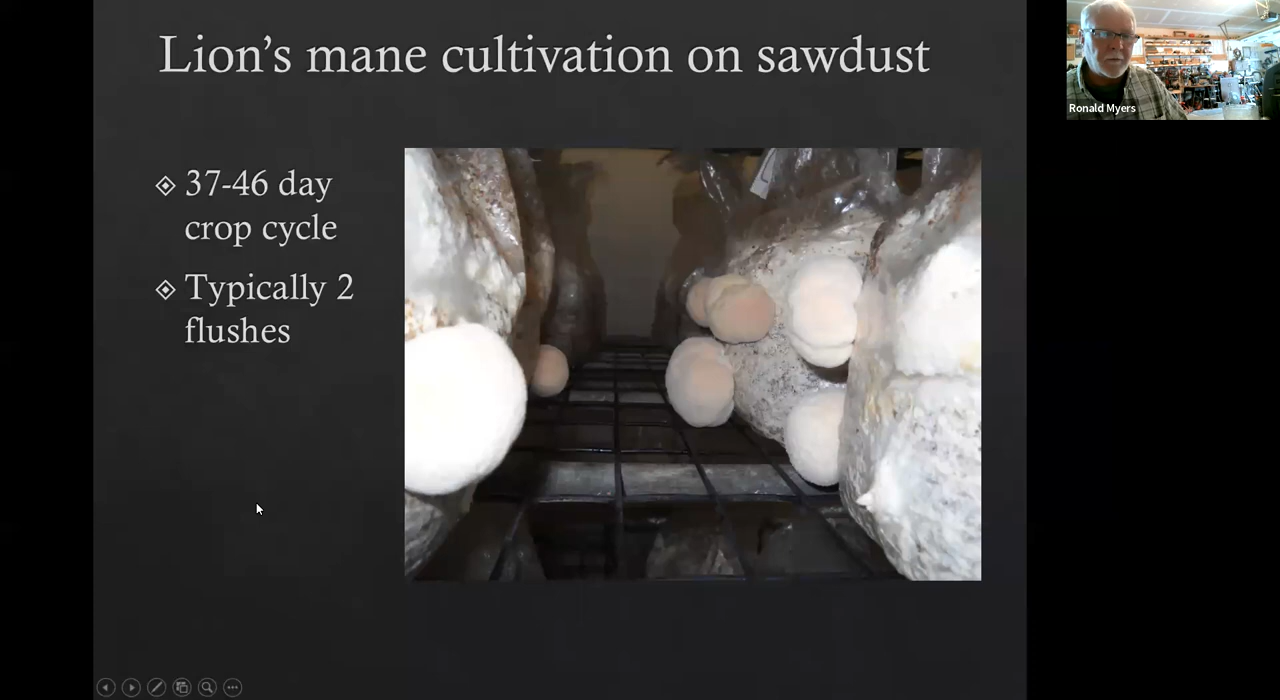 Lion's mane cultivation on sawdust
37-46 day
crop cycle
Typically 2
flushes
Ronald Myers